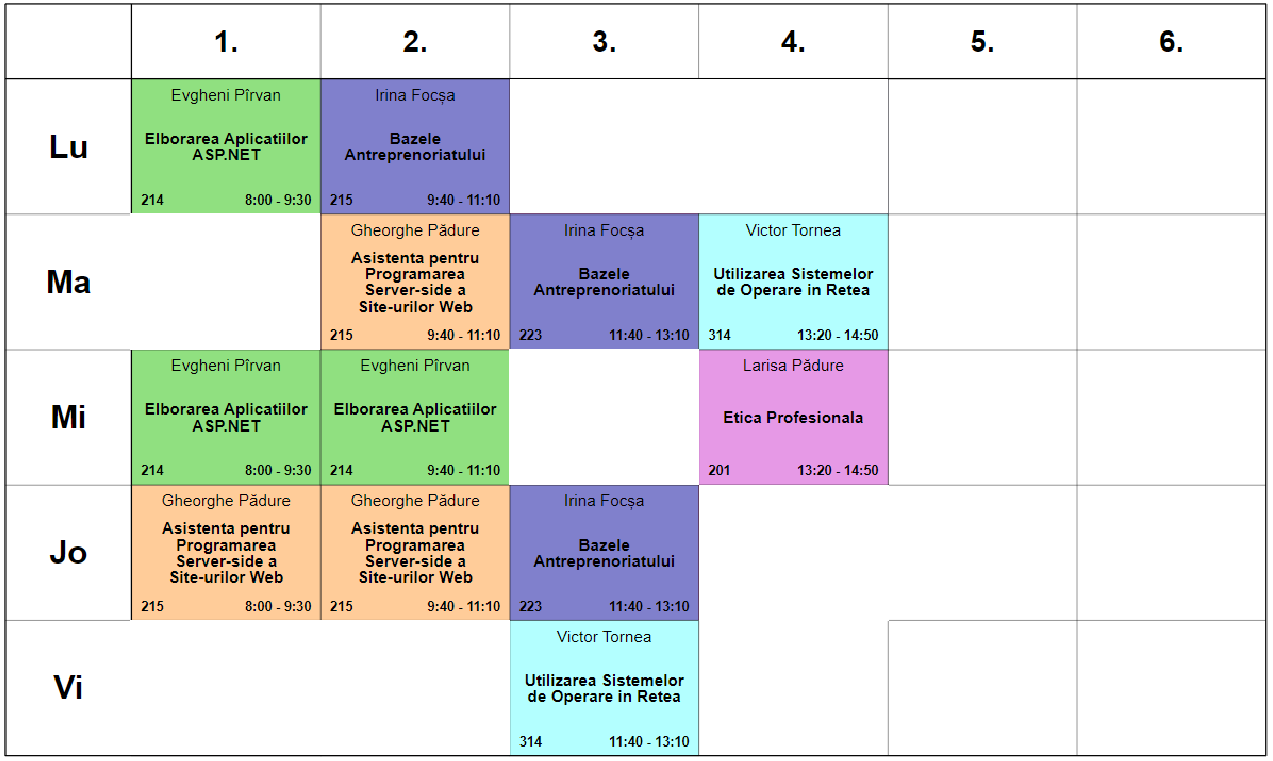 1. 2. 3. 4. 5. 6.
Lu
Evgheni Pîrvan
Elborarea Aplicatiilor
ASP.NET
214 8:00 - 9:30
Irina Focșa
Bazele
Antreprenoriatului
215 9:40 - 11:10
Ma
Gheorghe Pădure
Asistenta pentru
Programarea
Server-side a
Site-urilor Web
215 9:40 - 11:10
Irina Focșa
Bazele
Antreprenoriatului
223 11:40 - 13:10
Victor Tornea
Utilizarea Sistemelor
de Operare in Retea
314 13:20 - 14:50
Mi
Evgheni Pîrvan
Elborarea Aplicatiilor
ASP.NET
214 8:00 - 9:30
Evgheni Pîrvan
Elborarea Aplicatiilor
ASP.NET
214 9:40 - 11:10
Larisa Pădure
Etica Profesionala
201 13:20 - 14:50
Jo
Gheorghe Pădure
Asistenta pentru
Programarea
Server-side a
Site-urilor Web
215 8:00 - 9:30
Gheorghe Pădure
Asistenta pentru
Programarea
Server-side a
Site-urilor Web
215 9:40 - 11:10
Irina Focșa
Bazele
Antreprenoriatului
223 11:40 - 13:10
Vi
Victor Tornea
Utilizarea Sistemelor
de Operare in Retea
314 11:40 - 13:10